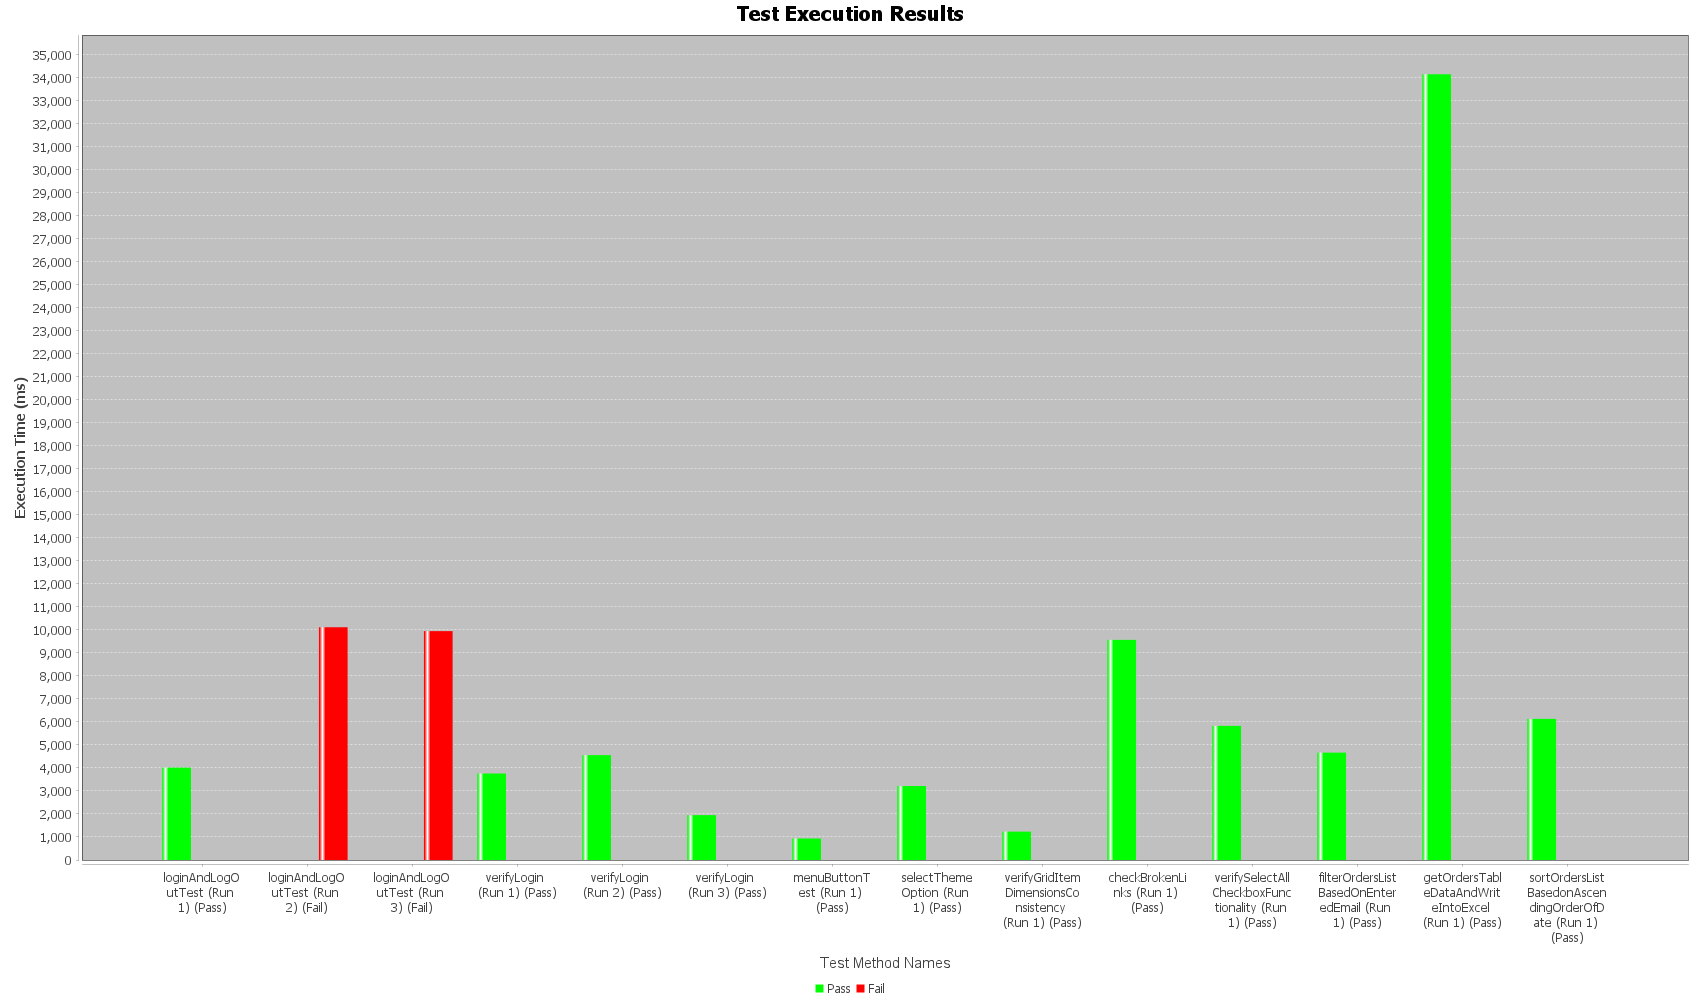 Test Execution Results
Execution Time (ms)
35,000
34,000
33,000
32,000
31,000
30,000
29,000
28,000
27,000
26,000
25,000
24,000
23,000
22,000
21,000
20,000
19,000
18,000
17,000
16,000
15,000
14,000
13,000
12,000
11,000
10,000
9,000
8,000
7,000
6,000
5,000
4,000
3,000
2,000
1,000
0
loginAndLogO
utTest (Run
1) (Pass)
loginAndLogO
utTest (Run
2) (Fail)
loginAndLogO
utTest (Run
3) (Fail)
verifyLogin
(Run 1) (Pass)
verifyLogin
(Run 2) (Pass)
verifyLogin
(Run 3) (Pass)
menuButtonT
est (Run 1)
(Pass)
selectTheme
Option (Run
1) (Pass)
verifyGridItem
DimensionsCo
nsistency
(Run 1) (Pass)
checkBrokenLi
nks (Run 1)
(Pass)
verifySelectAll
CheckboxFunc
tionality (Run
1) (Pass)
filterOrdersList
BasedOnEnter
edEmail (Run
1) (Pass)
getOrdersTabl
eDataAndWrit
eIntoExcel
(Run 1) (Pass)
sortOrdersList
BasedonAscen
dingOrderOfD
ate (Run 1)
(Pass)
Test Method Names
Pass Fail